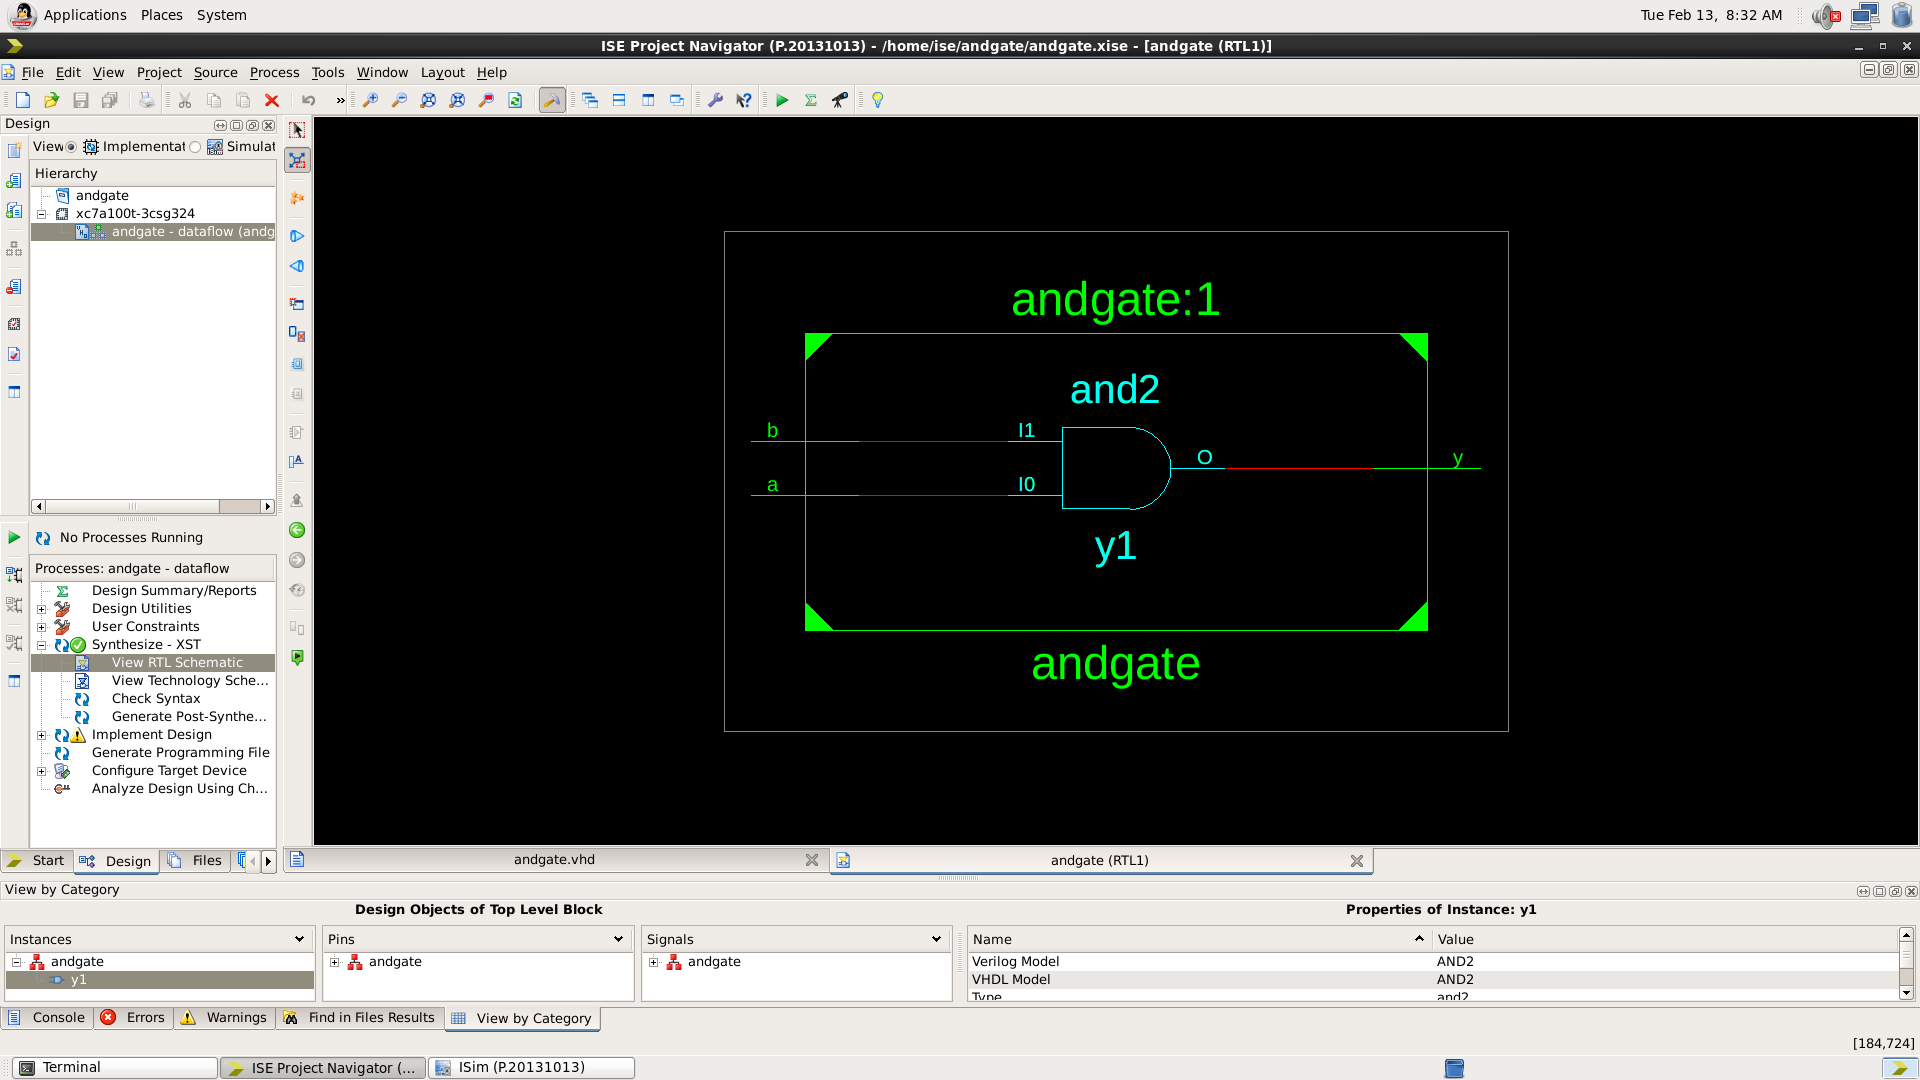 Applications Places System
Tue Feb 13, 8:32 AM
ISE Project Navigator (P.20131013) - /home/ise/andgate/andgate.xise - [andgate (RTL1)]
File Edit View Project Source Process Tools Window Layout Help
»
Design
View Implementat Simulat
Hierarchy
andgate
xc7a100t-3csg324
andgate - dataflow (andg
No Processes Running
Processes: andgate - dataflow
Design Summary/Reports
Design Utilities
User Constraints
Synthesize - XST
View RTL Schematic
View Technology Sche...
Check Syntax
Generate Post-Synthe...
Implement Design
Generate Programming File
Configure Target Device
Analyze Design Using Ch...
Start Design Files
andgate:1
and2
b I1
O y
a I0
y1
andgate
andgate.vhd
andgate (RTL1)
View by Category
Design Objects of Top Level Block
Properties of Instance: y1
Instances
andgate
y1
Pins
andgate
Signals
andgate
Name Value
Verilog Model AND2
VHDL Model AND2
Type and2
Console Errors Warnings Find in Files Results View by Category
[184,724]
Terminal
ISE Project Navigator (...
ISim (P.20131013)